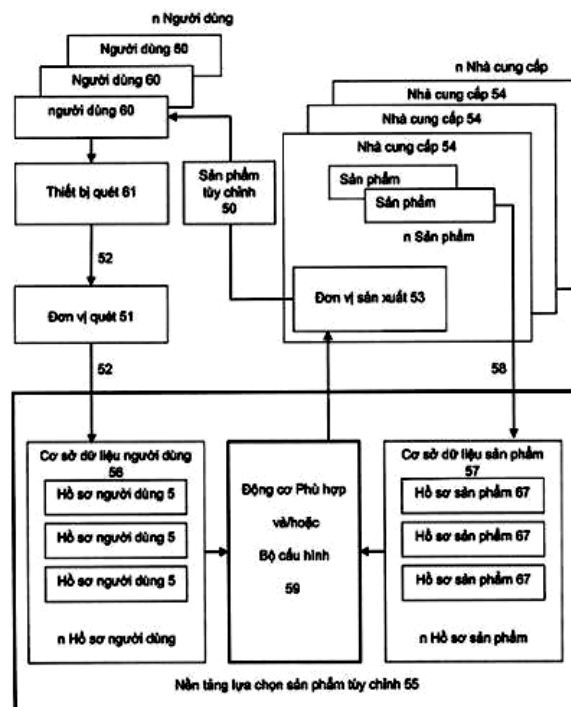 n Người dùng
Người dùng 60
Người dùng 60
người dùng 60
n Nhà cung cấp
Nhà cung cấp 54
Nhà cung cấp 54
Nhà cung cấp 54
Sản phẩm
Sản phẩm
n Sản phẩm
Sản phẩm
tùy chỉnh
50
Thiết bị quét 61
52
Đơn vị sản xuất 53
Đơn vị quét 51
52
58
Cơ sở dữ liệu người dùng
56
Hồ sơ người dùng 5
Hồ sơ người dùng 5
Hồ sơ người dùng 5
n Hồ sơ người dùng
Động cơ Phù hợp
và/hoặc
Bộ cấu hình
59
Cơ sở dữ liệu sản phẩm
57
Hồ sơ sản phẩm 67
Hồ sơ sản phẩm 67
Hồ sơ sản phẩm 67
n Hồ sơ sản phẩm
Nền tảng lựa chọn sản phẩm tùy chỉnh 55